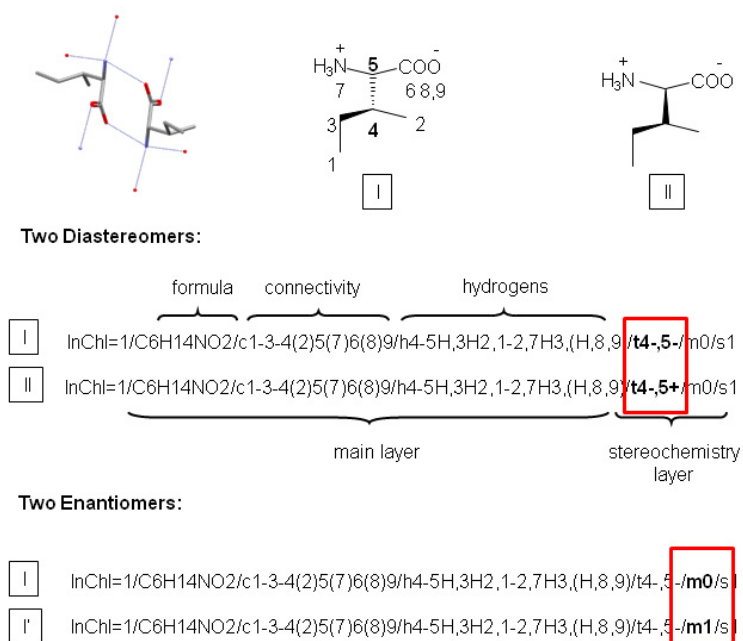 + -
H3N 5 COO
7 6 8,9
3 4 2
1
I
+ -
H3N COO
II
Two Diastereomers:
formula connectivity hydrogens
I InChI=1/C6H14NO2/c1-3-4(2)5(7)6(8)9/h4-5H,3H2,1-2,7H3,(H,8,9)/t4-,5-/m0/s1
II InChI=1/C6H14NO2/c1-3-4(2)5(7)6(8)9/h4-5H,3H2,1-2,7H3,(H,8,9)/t4-,5+/m0/s1
main layer stereochemistry
layer
Two Enantiomers:
I InChI=1/C6H14NO2/c1-3-4(2)5(7)6(8)9/h4-5H,3H2,1-2,7H3,(H,8,9)/t4-,5-/m0/s1
I' InChI=1/C6H14NO2/c1-3-4(2)5(7)6(8)9/h4-5H,3H2,1-2,7H3,(H,8,9)/t4-,5-/m1/s1